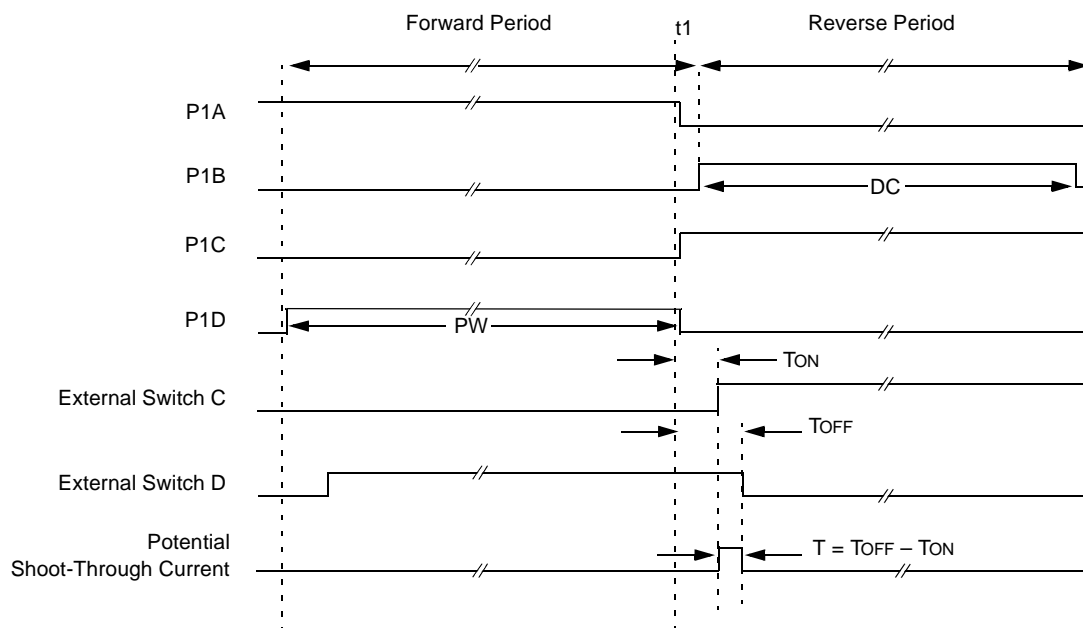 Forward Period
t1
Reverse Period
P1A
P1B
DC
P1C
P1D
PW
TON
External Switch C
TOFF
External Switch D
Potential
Shoot-Through Current
T = TOFF – TON